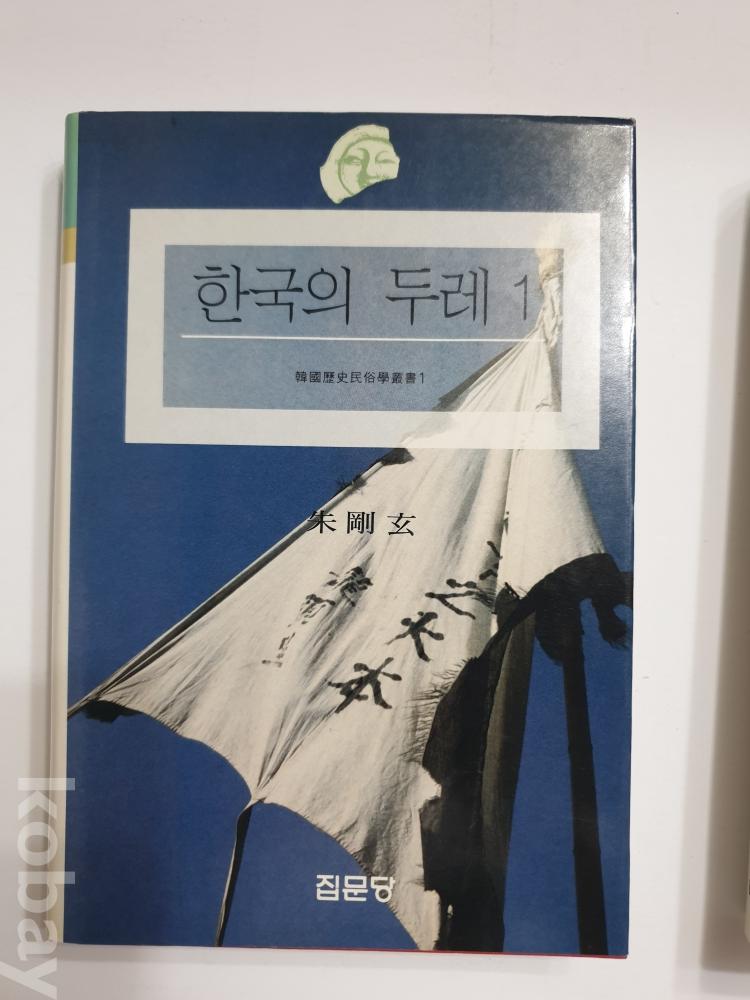 한국의 두레 1
韓國歷史民俗學叢書1
朱剛玄
집문당
kobay